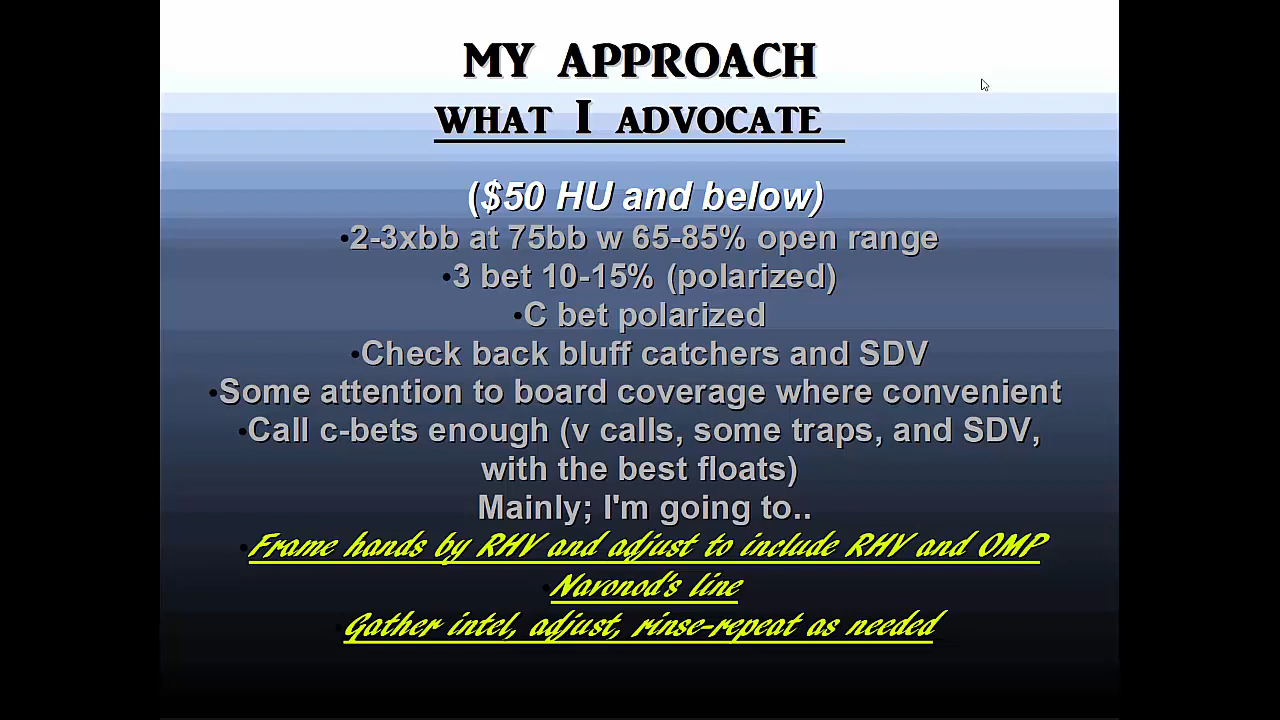 MY APPROACH
WHAT I ADVOCATE
($50 HU and below)
•2-3xbb at 75bb w 65-85% open range
•3 bet 10-15% (polarized)
•C bet polarized
•Check back bluff catchers and SDV
•Some attention to board coverage where convenient
•Call c-bets enough (v calls, some traps, and SDV,
with the best floats)
Mainly; I'm going to..
•Frame hands by RHV and adjust to include RHV and OMP
•Navonod's line
•Gather intel, adjust, rinse-repeat as needed